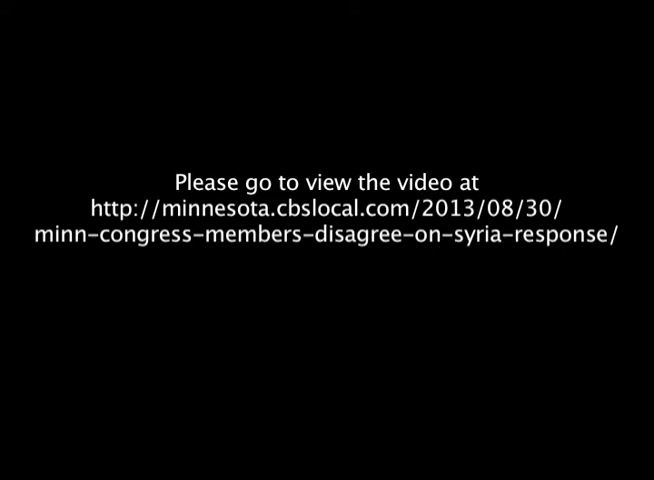 Please go to view the video at
http://minnesota.cbslocal.com/2013/08/30/
minn-congress-members-disagree-on-syria-response/